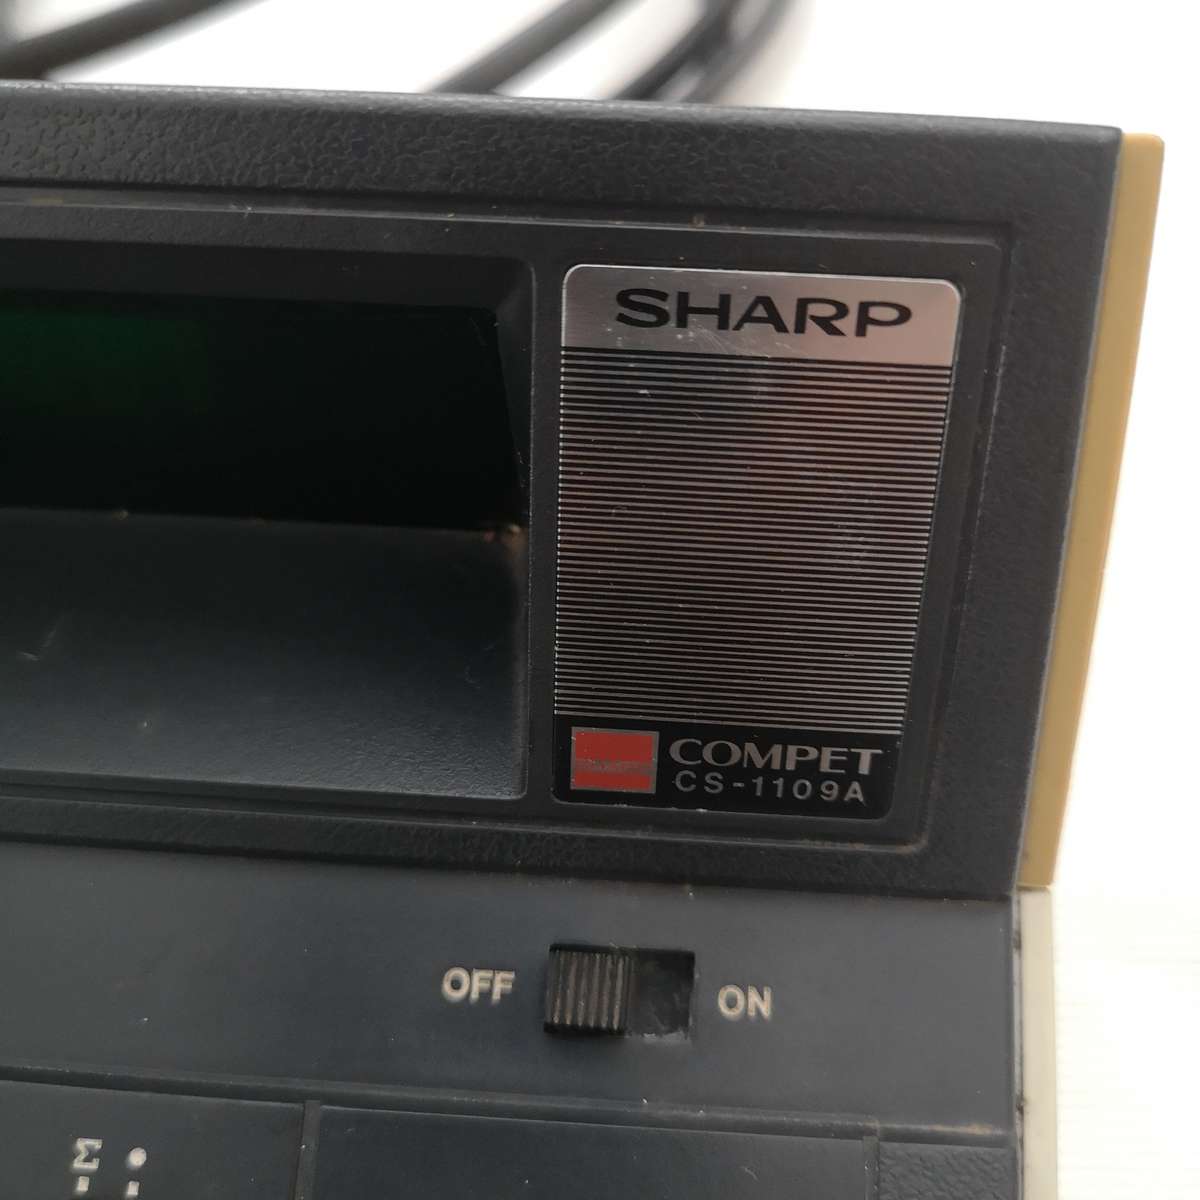 SHARP
COMPET
CS-1109A
OFF
ON
Σ